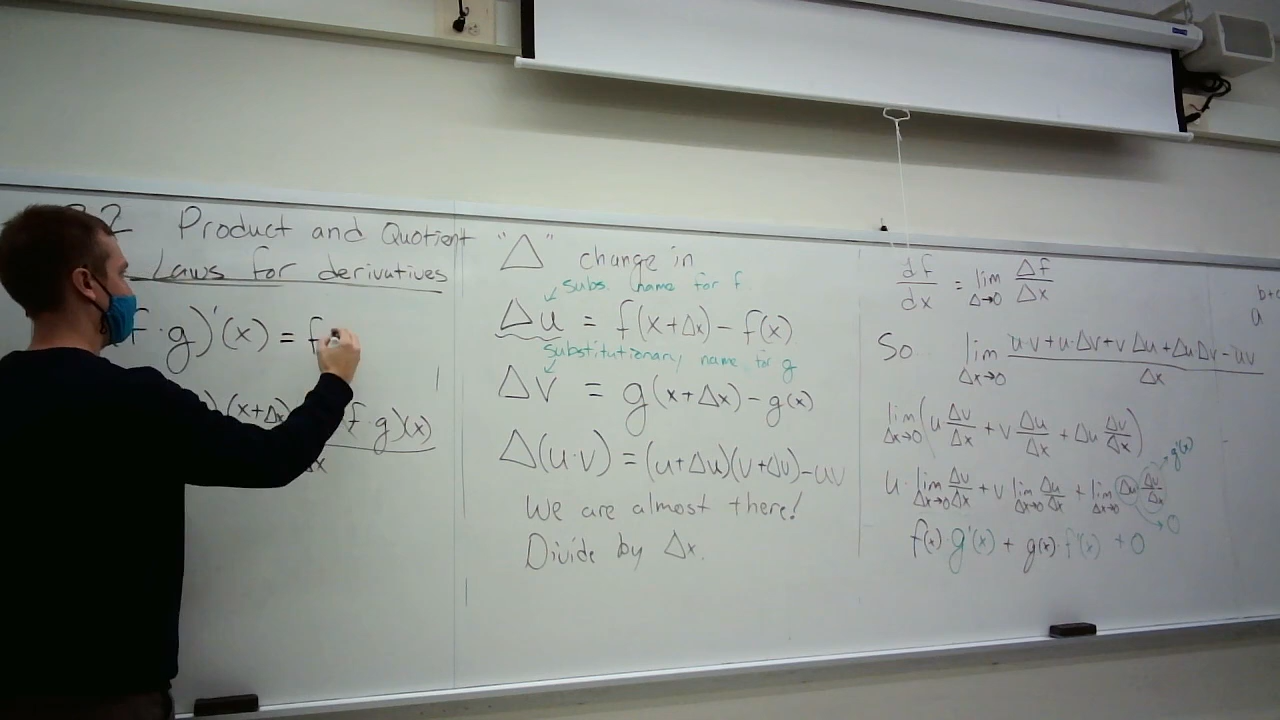 2 Product and Quotient
Laws for derivatives
f·g)'(x) = f
)(x+Δx) f·g)(x)
Δx
"Δ" change in
subs. name for f
Δu = f(x+Δx) - f(x)
substitutionary name for g
Δv = g(x+Δx) - g(x)
Δ(u·v) = (u+Δu)(v+Δv) - uv
We are almost there!
Divide by Δx.
df/dx = lim Δ→0 Δf/Δx
So lim Δx→0 u·v+u·Δv+vΔu+ΔuΔv-uv / Δx
lim Δx→0 (u Δv/Δx + v Δu/Δx + Δu Δv/Δx)
u· lim Δx→0 Δv/Δx + v lim Δx→0 Δu/Δx + lim Δx→0 Δu Δv/Δx → g'(x)
→0
f(x)·g'(x) + g(x)·f'(x) + 0
b+c
a